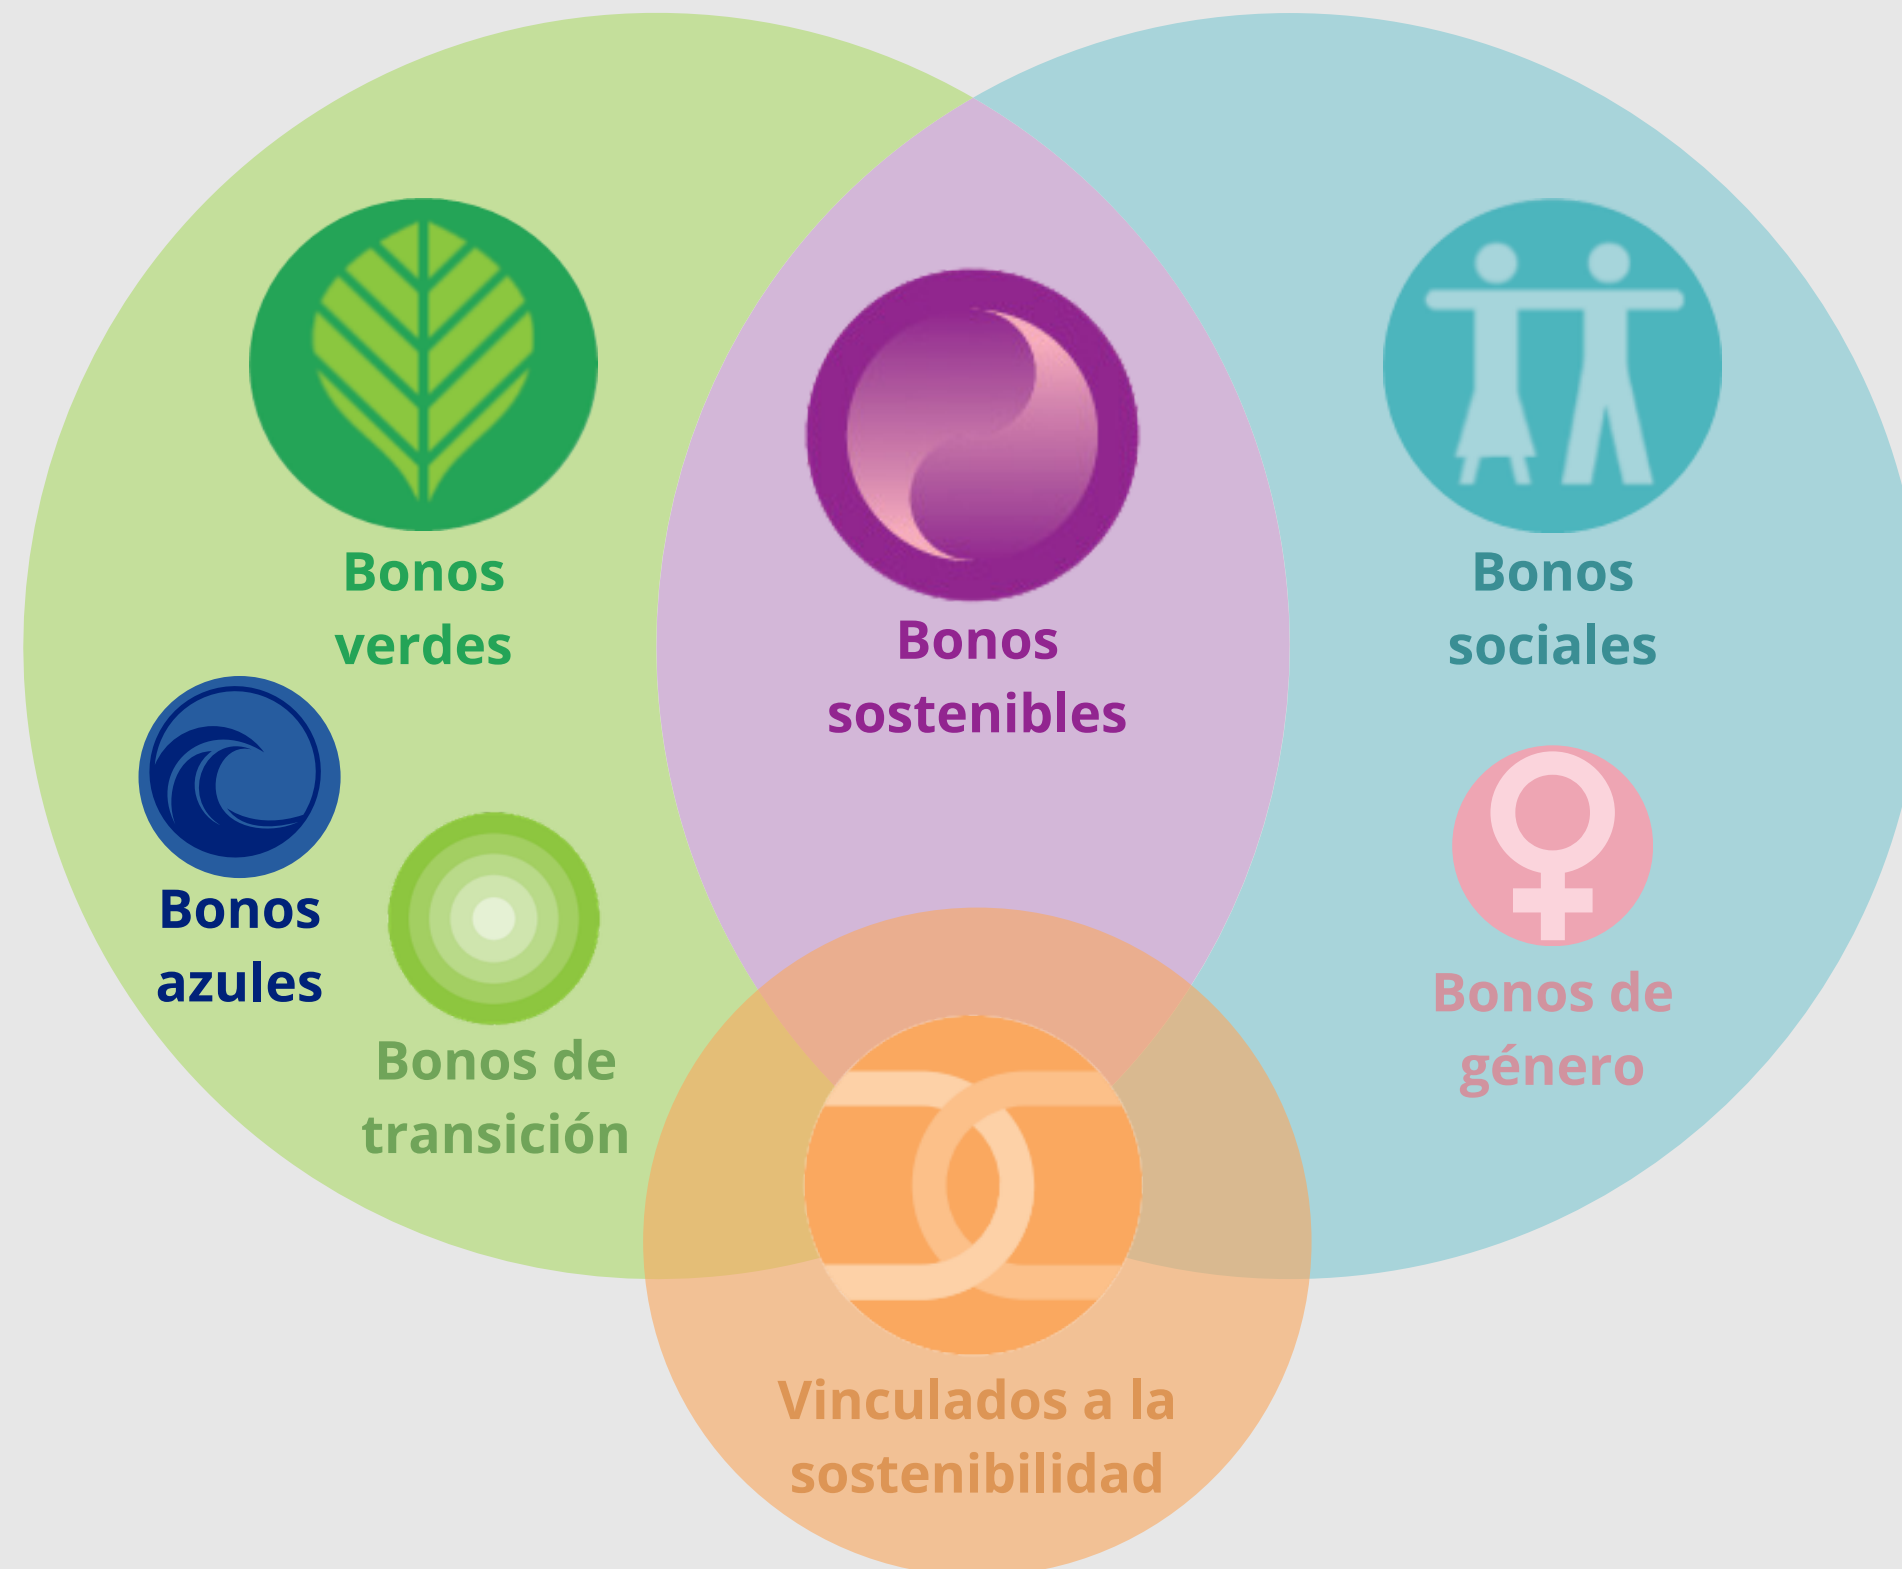 Bonos
verdes
Bonos
sostenibles
Bonos
sociales
Bonos
azules
Bonos de
transición
Bonos de
género
Vinculados a la
sostenibilidad